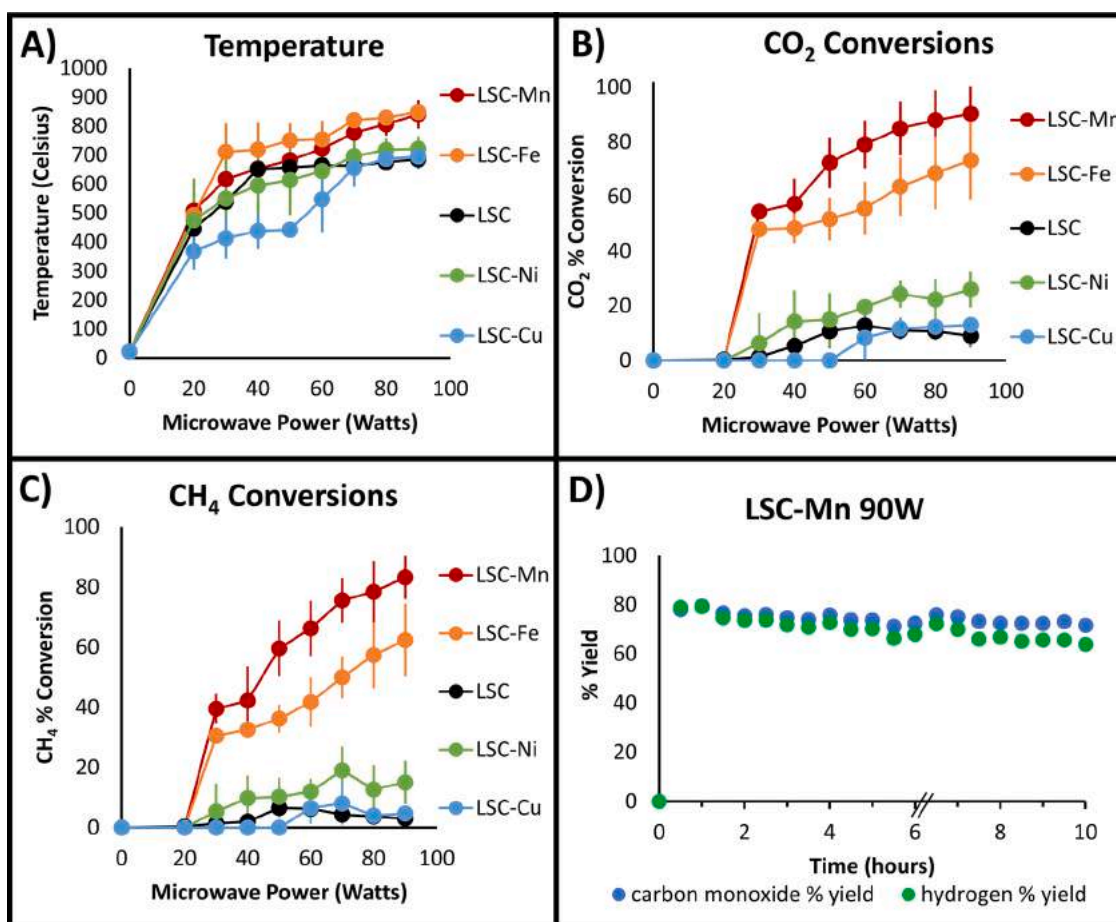 A)
Temperature
Temperature (Celsius)
1000
900
800
700
600
500
400
300
200
100
0
0 20 40 60 80 100
Microwave Power (Watts)
LSC-Mn
LSC-Fe
LSC
LSC-Ni
LSC-Cu
B)
CO₂ Conversions
CO₂ % Conversion
100
80
60
40
20
0
0 20 40 60 80 100
Microwave Power (Watts)
LSC-Mn
LSC-Fe
LSC
LSC-Ni
LSC-Cu
C)
CH₄ Conversions
CH₄ % Conversion
100
80
60
40
20
0
0 20 40 60 80 100
Microwave Power (Watts)
LSC-Mn
LSC-Fe
LSC
LSC-Ni
LSC-Cu
D)
LSC-Mn 90W
% Yield
100
80
60
40
20
0
0 2 4 6 8 10
Time (hours)
carbon monoxide % yield hydrogen % yield